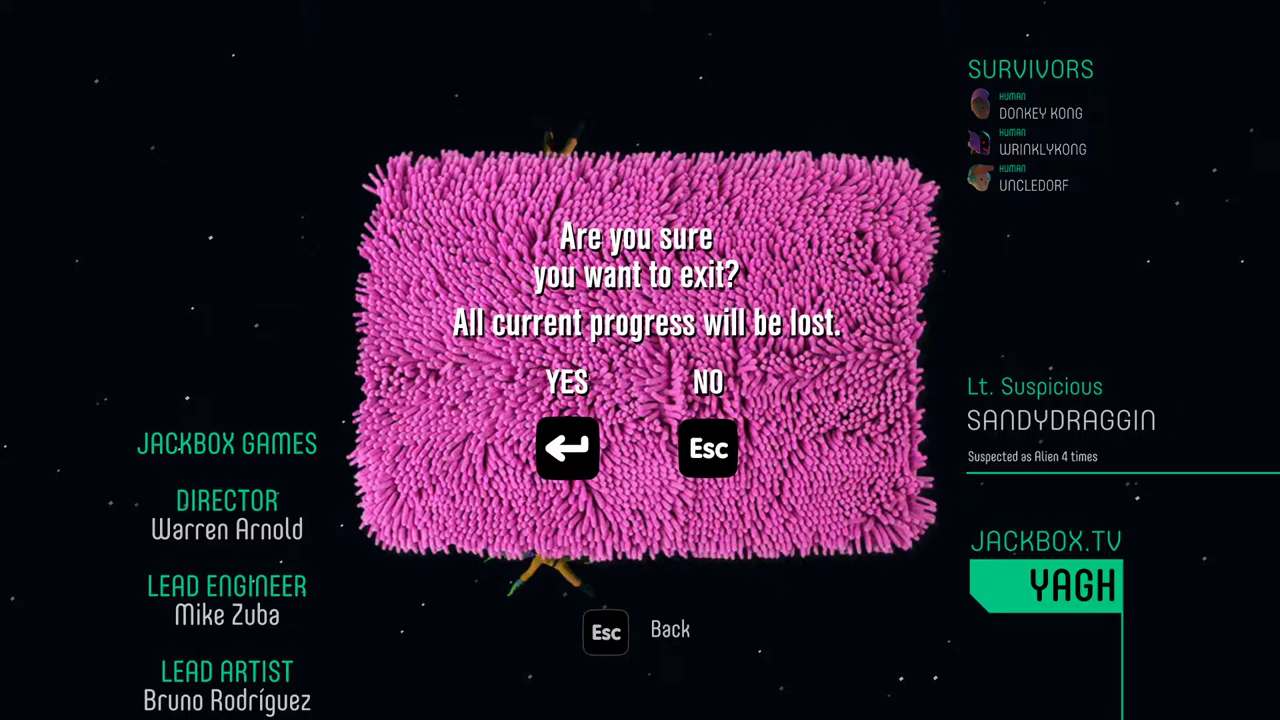 SURVIVORS
HUMAN
DONKEY KONG
HUMAN
WRINKLYKONG
HUMAN
UNCLEDORF
Are you sure
you want to exit?
All current progress will be lost.
YES NO
Esc
Lt. Suspicious
SANDYDRAGGIN
Suspected as Alien 4 times
JACKBOX GAMES
DIRECTOR
Warren Arnold
LEAD ENGINEER
Mike Zuba
LEAD ARTIST
Bruno Rodríguez
JACKBOX.TV
YAGH
Esc Back